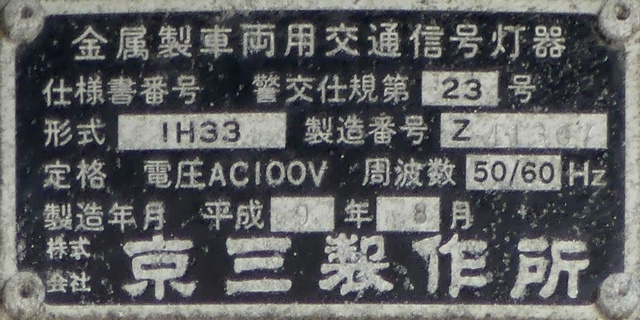 金属製車両用交通信号灯器
仕様書番号 警交仕規第 23 号
形式 1H33 製造番号 Z
定格 電圧AC100V 周波数 50/60 Hz
製造年月 平成 年 8 月
株式会社 京三製作所